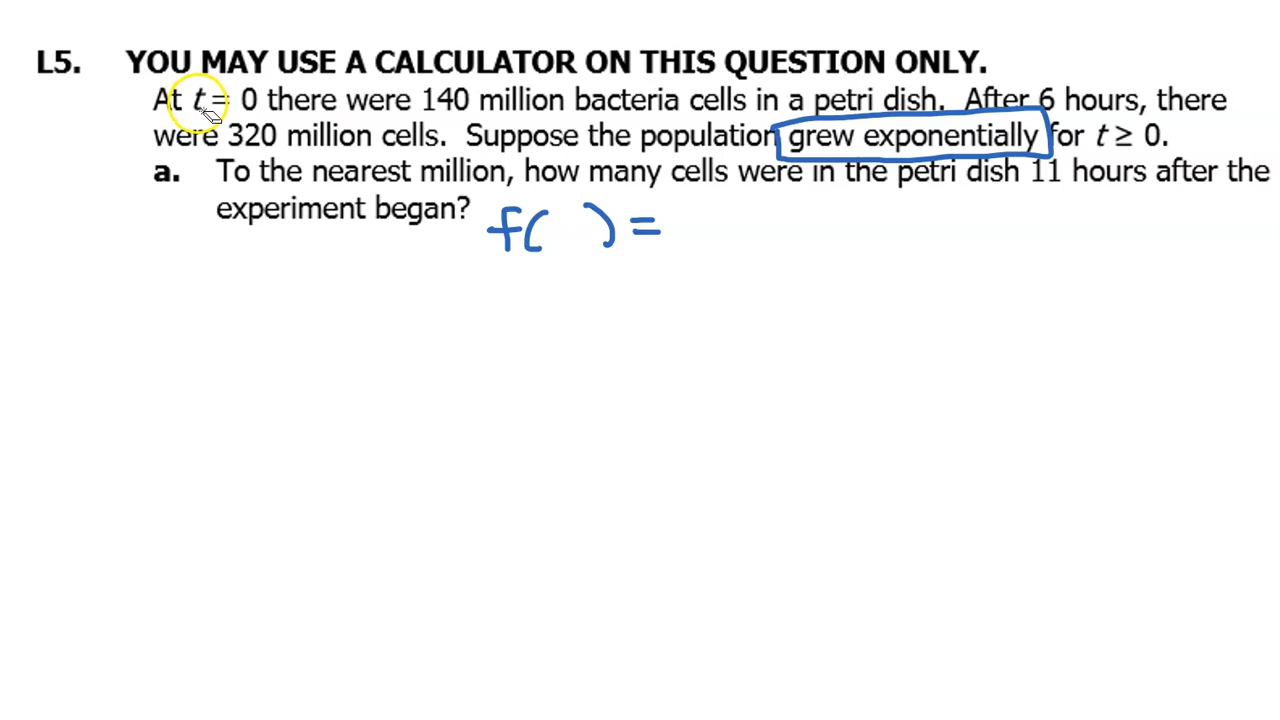 L5. YOU MAY USE A CALCULATOR ON THIS QUESTION ONLY.
At t = 0 there were 140 million bacteria cells in a petri dish. After 6 hours, there
were 320 million cells. Suppose the population grew exponentially for t ≥ 0.
a. To the nearest million, how many cells were in the petri dish 11 hours after the
experiment began? f( ) =